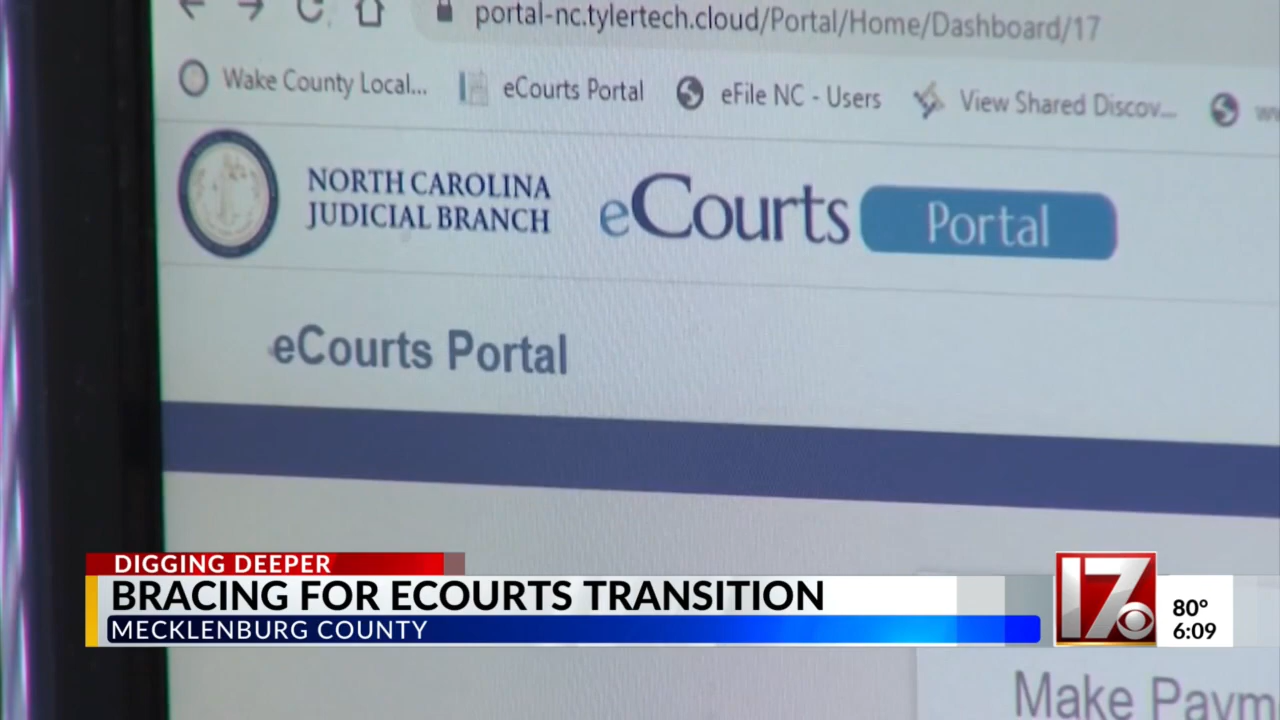 portal-nc.tylertech.cloud/Portal/Home/Dashboard/17
Wake County Local... eCourts Portal eFile NC - Users View Shared Discov...
NORTH CAROLINA
JUDICIAL BRANCH
eCourts Portal
eCourts Portal
DIGGING DEEPER
BRACING FOR ECOURTS TRANSITION
MECKLENBURG COUNTY
17
80°
6:09
Make Paym